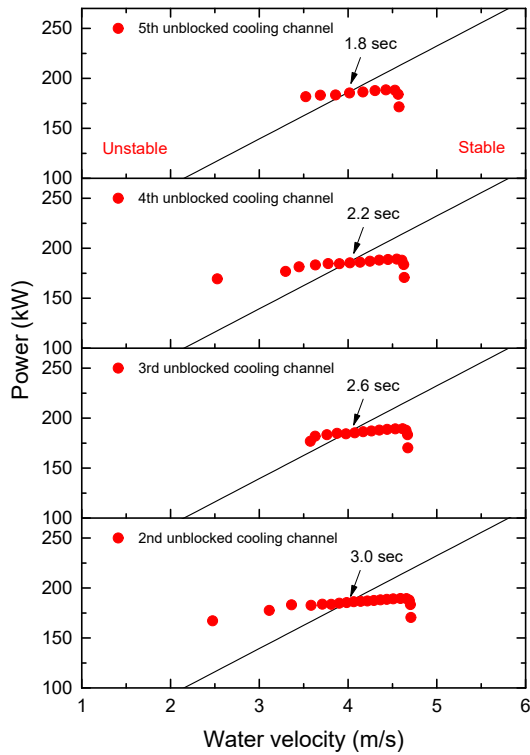 250
200
150
100
5th unblocked cooling channel
1.8 sec
Unstable
Stable
250
200
150
100
4th unblocked cooling channel
2.2 sec
250
200
150
100
3rd unblocked cooling channel
2.6 sec
250
200
150
100
2nd unblocked cooling channel
3.0 sec
1 2 3 4 5 6
Water velocity (m/s)
Power (kW)